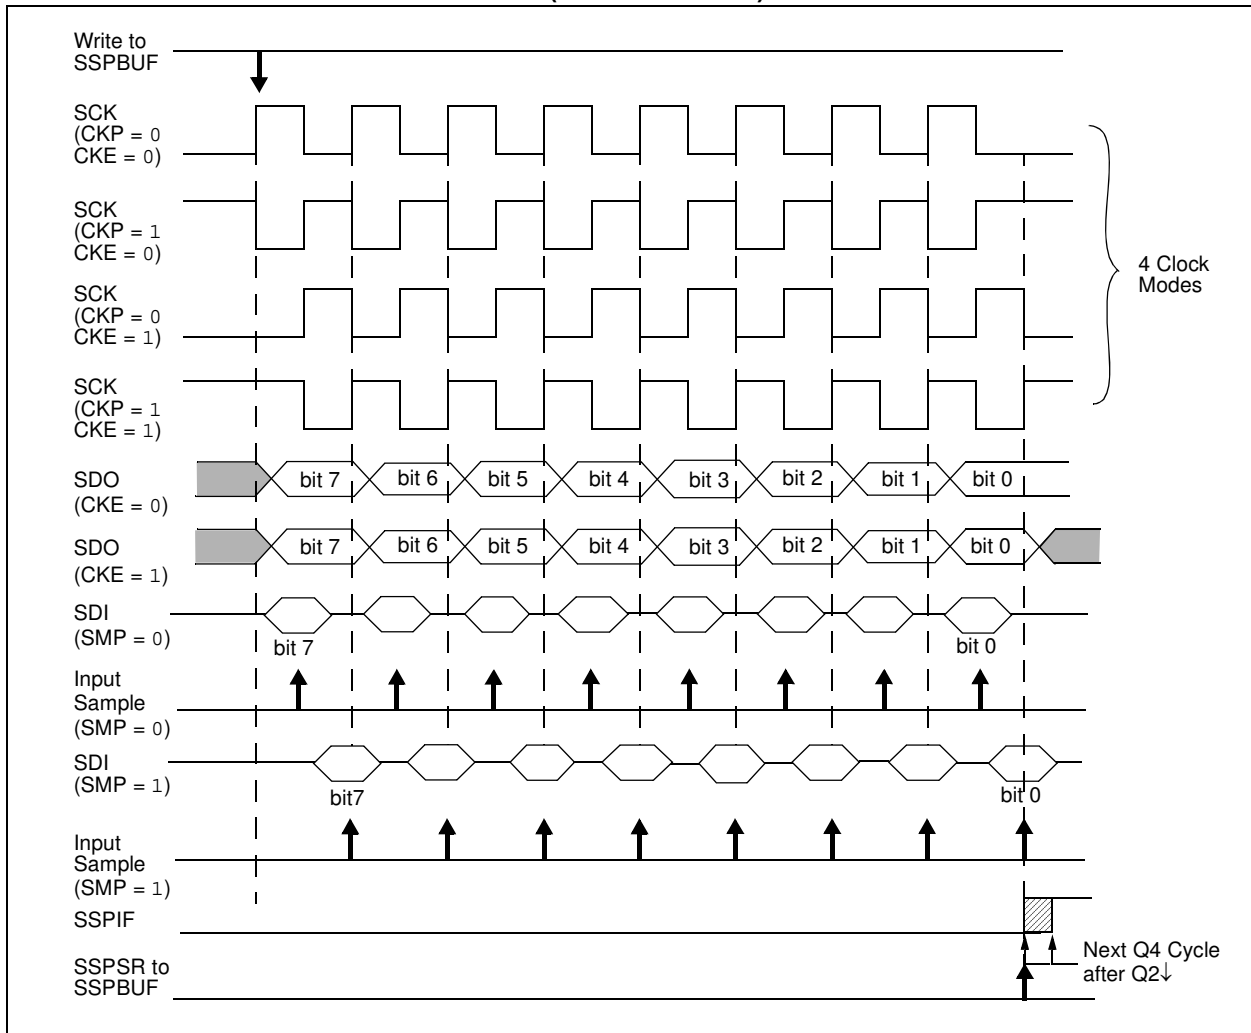 Write to
SSPBUF
SCK
(CKP = 0
CKE = 0)
SCK
(CKP = 1
CKE = 0)
SCK
(CKP = 0
CKE = 1)
SCK
(CKP = 1
CKE = 1)
4 Clock
Modes
SDO
(CKE = 0)
bit 7 bit 6 bit 5 bit 4 bit 3 bit 2 bit 1 bit 0
SDO
(CKE = 1)
bit 7 bit 6 bit 5 bit 4 bit 3 bit 2 bit 1 bit 0
SDI
(SMP = 0)
bit 7 bit 0
Input
Sample
(SMP = 0)
SDI
(SMP = 1)
bit7 bit 0
Input
Sample
(SMP = 1)
SSPIF
Next Q4 Cycle
after Q2↓
SSPSR to
SSPBUF